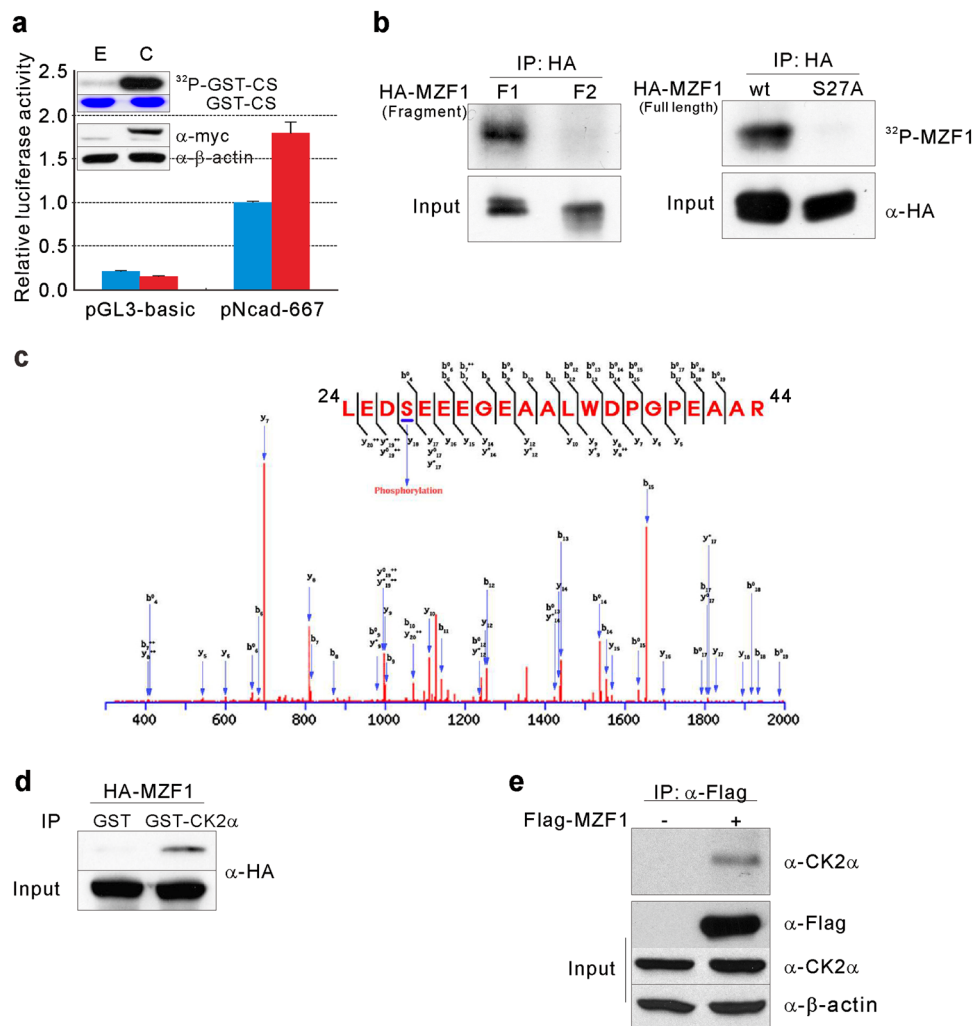 a
E C
³²P-GST-CS
GST-CS
α-myc
α-β-actin
Relative luciferase activity
2.5
2.0
1.5
1.0
0.5
0.0
pGL3-basic pNcad-667
b
IP: HA
HA-MZF1 F1 F2
(Fragment)
Input
IP: HA
HA-MZF1 wt S27A
(Full length)
³²P-MZF1
Input α-HA
c
24 LEDSEEEGEAALWDPGPEAAR 44
Phosphorylation
y₇
b₁₅
y₈
y₉
y₁₀
b₁₁
b₁₂
y₁₂
b₁₃
y₁₄
b₁₄
y₁₅
y₅
y₆
b₆
b₇
b₈
b₉
b₁₀
y₁₆
b₁₇
y₁₇
y₁₈
b₁₈
400 600 800 1000 1200 1400 1600 1800 2000
d
HA-MZF1
IP GST GST-CK2α
α-HA
Input
e
IP: α-Flag
Flag-MZF1 - +
α-CK2α
α-Flag
Input α-CK2α
α-β-actin